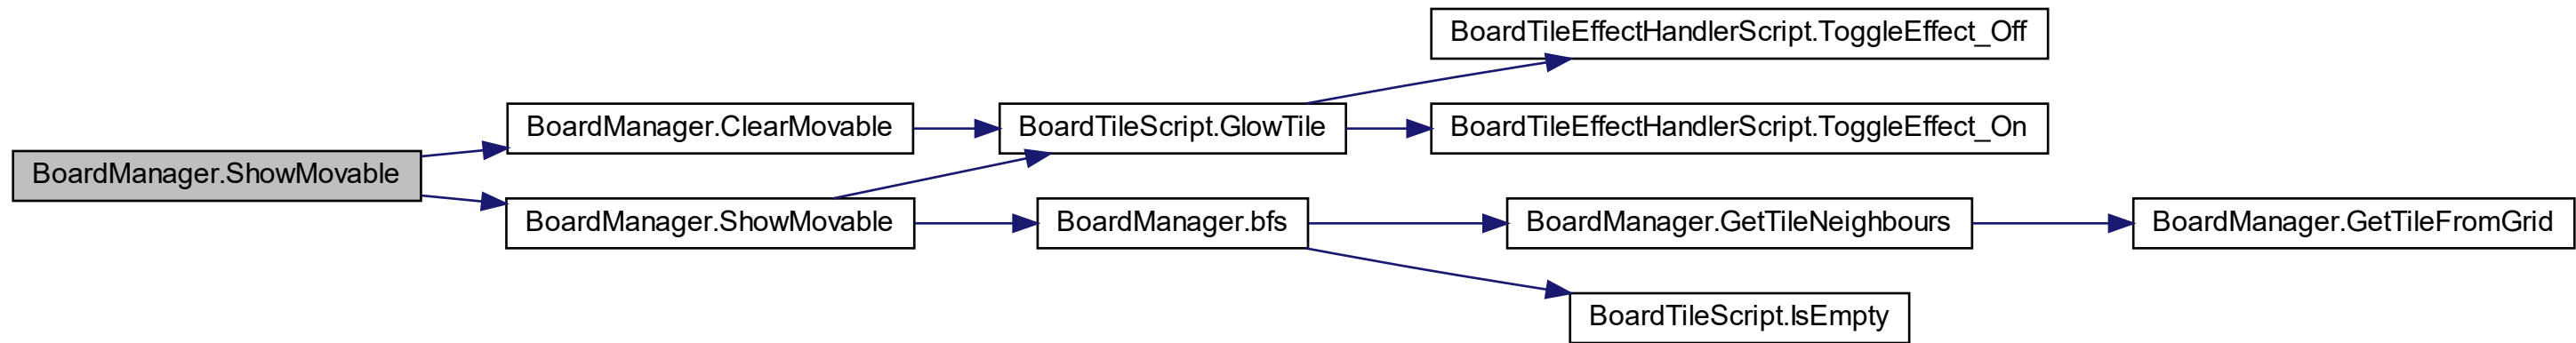 BoardManager.ShowMovable
BoardManager.ClearMovable
BoardManager.ShowMovable
BoardTileScript.GlowTile
BoardManager.bfs
BoardTileEffectHandlerScript.ToggleEffect_Off
BoardTileEffectHandlerScript.ToggleEffect_On
BoardManager.GetTileNeighbours
BoardTileScript.IsEmpty
BoardManager.GetTileFromGrid